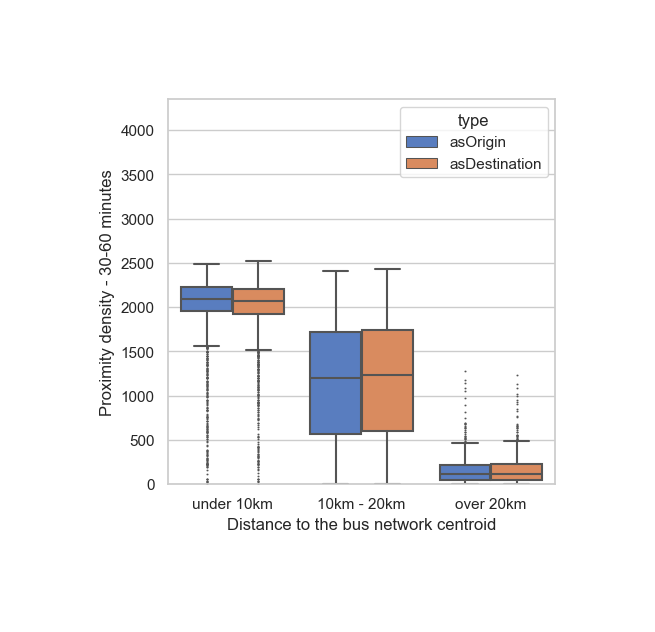 type
asOrigin
asDestination
Proximity density - 30-60 minutes
4000
3500
3000
2500
2000
1500
1000
500
0
under 10km
10km - 20km
over 20km
Distance to the bus network centroid